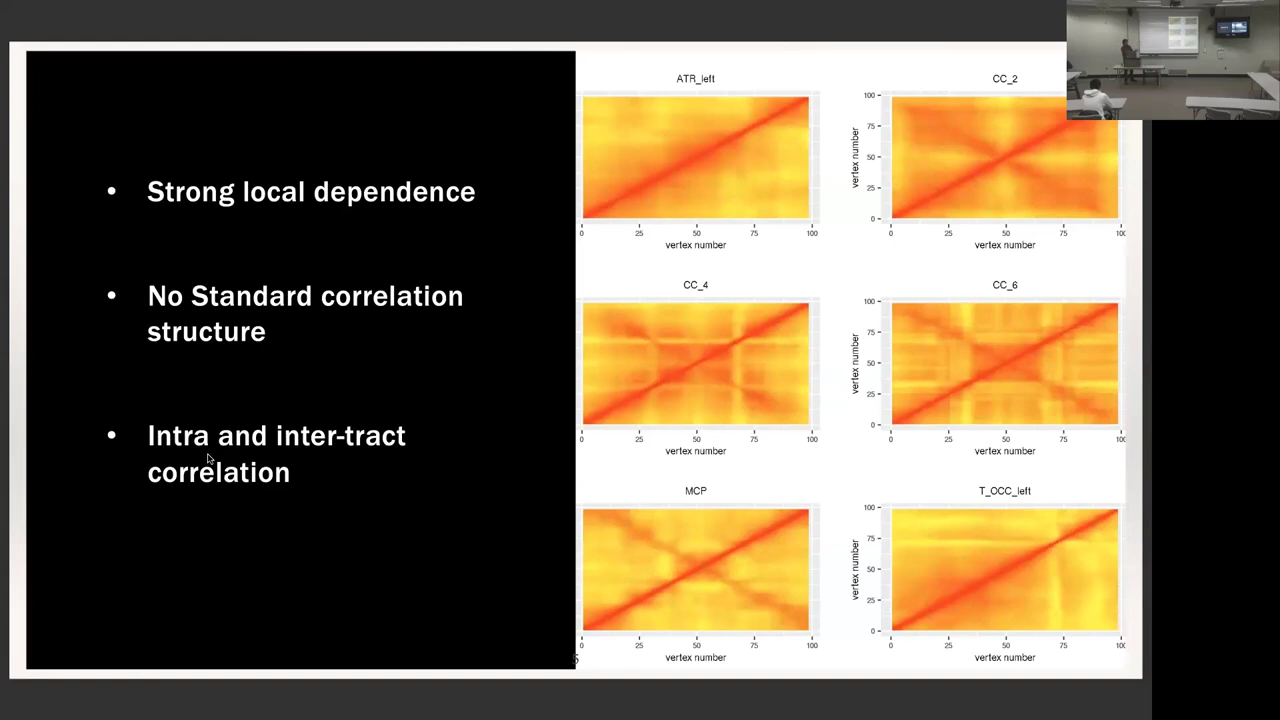 • Strong local dependence
• No Standard correlation
structure
• Intra and inter-tract
correlation
ATR_left
0 25 50 75 100
vertex number
CC_2
vertex number
100
75
50
25
0
0 25 50 75 100
vertex number
CC_4
0 25 50 75 100
vertex number
CC_6
vertex number
100
75
50
25
0
0 25 50 75 100
vertex number
MCP
0 25 50 75 100
vertex number
T_OCC_left
vertex number
100
75
50
25
0
0 25 50 75 100
vertex number
5